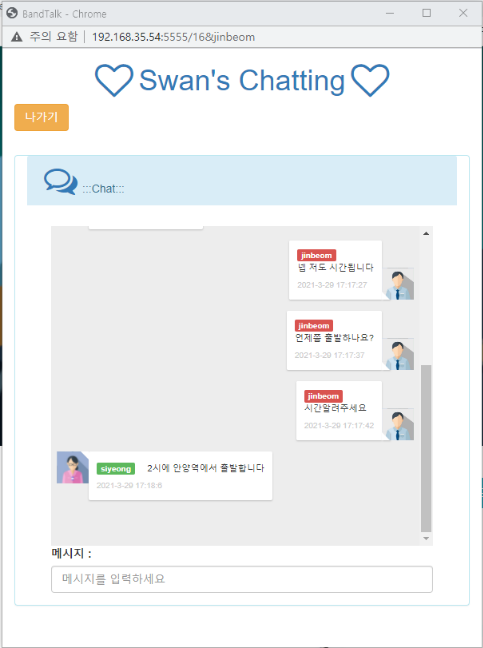 BandTalk - Chrome
주의 요함 | 192.168.35.54:5555/16&jinbeom
Swan's Chatting
나가기
:::Chat:::
jinbeom
넵 저도 시간됩니다
2021-3-29 17:17:27
jinbeom
언제쯤 출발하나요?
2021-3-29 17:17:37
jinbeom
시간알려주세요
2021-3-29 17:17:42
siyeong 2시에 안양역에서 출발합니다
2021-3-29 17:18:6
메시지 :
메시지를 입력하세요